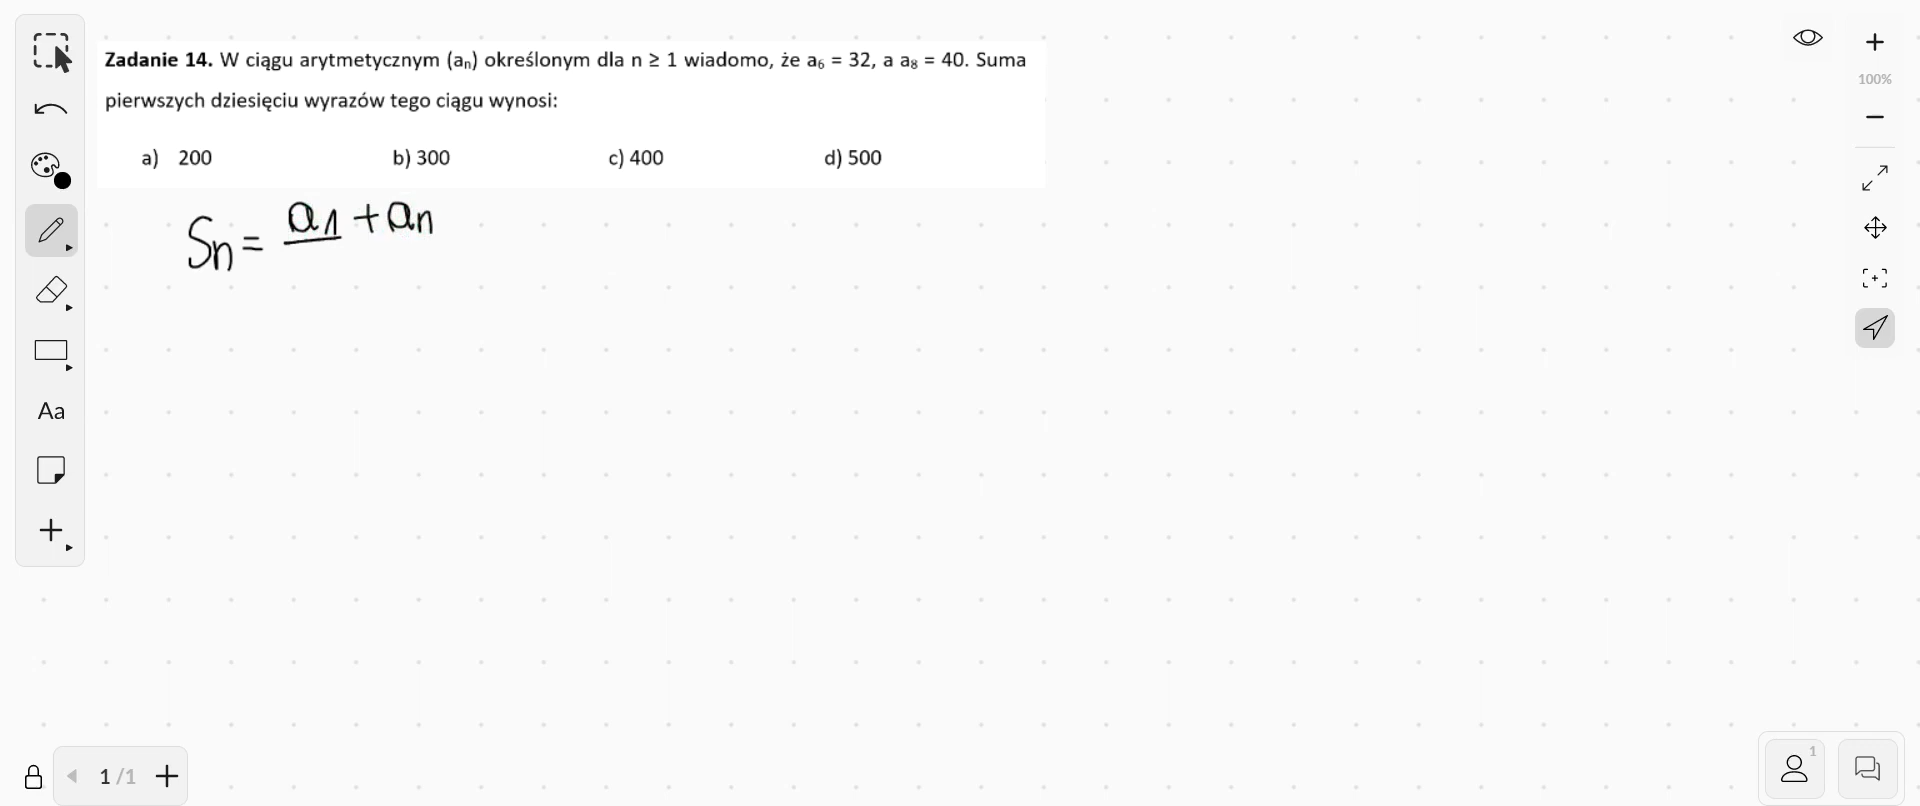 Zadanie 14. W ciągu arytmetycznym (aₙ) określonym dla n ≥ 1 wiadomo, że a₆ = 32, a a₈ = 40. Suma
pierwszych dziesięciu wyrazów tego ciągu wynosi:
a) 200 b) 300 c) 400 d) 500
Sn = a1 + an
100%
Aa
1 /1
1